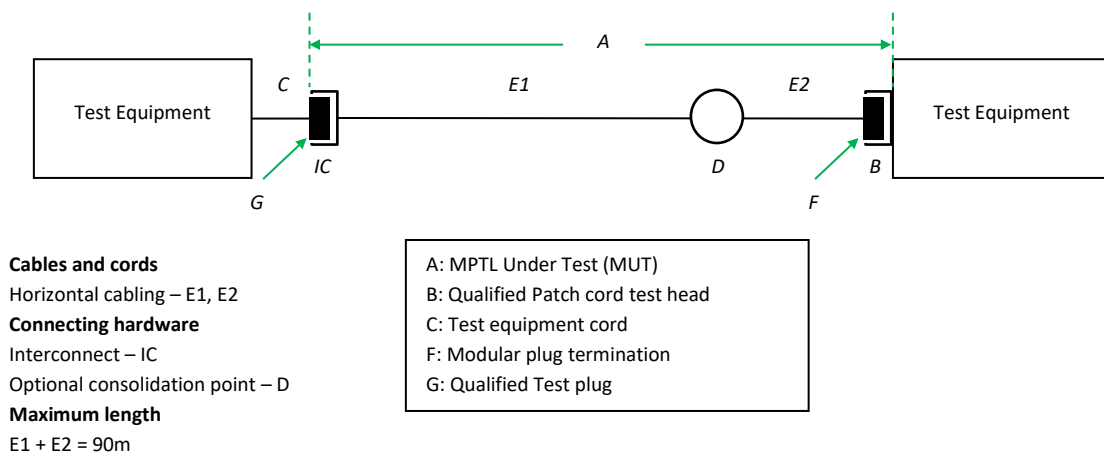 A
C
E1
E2
Test Equipment
Test Equipment
IC
D
B
G
F
Cables and cords
Horizontal cabling – E1, E2
Connecting hardware
Interconnect – IC
Optional consolidation point – D
Maximum length
E1 + E2 = 90m
A: MPTL Under Test (MUT)
B: Qualified Patch cord test head
C: Test equipment cord
F: Modular plug termination
G: Qualified Test plug